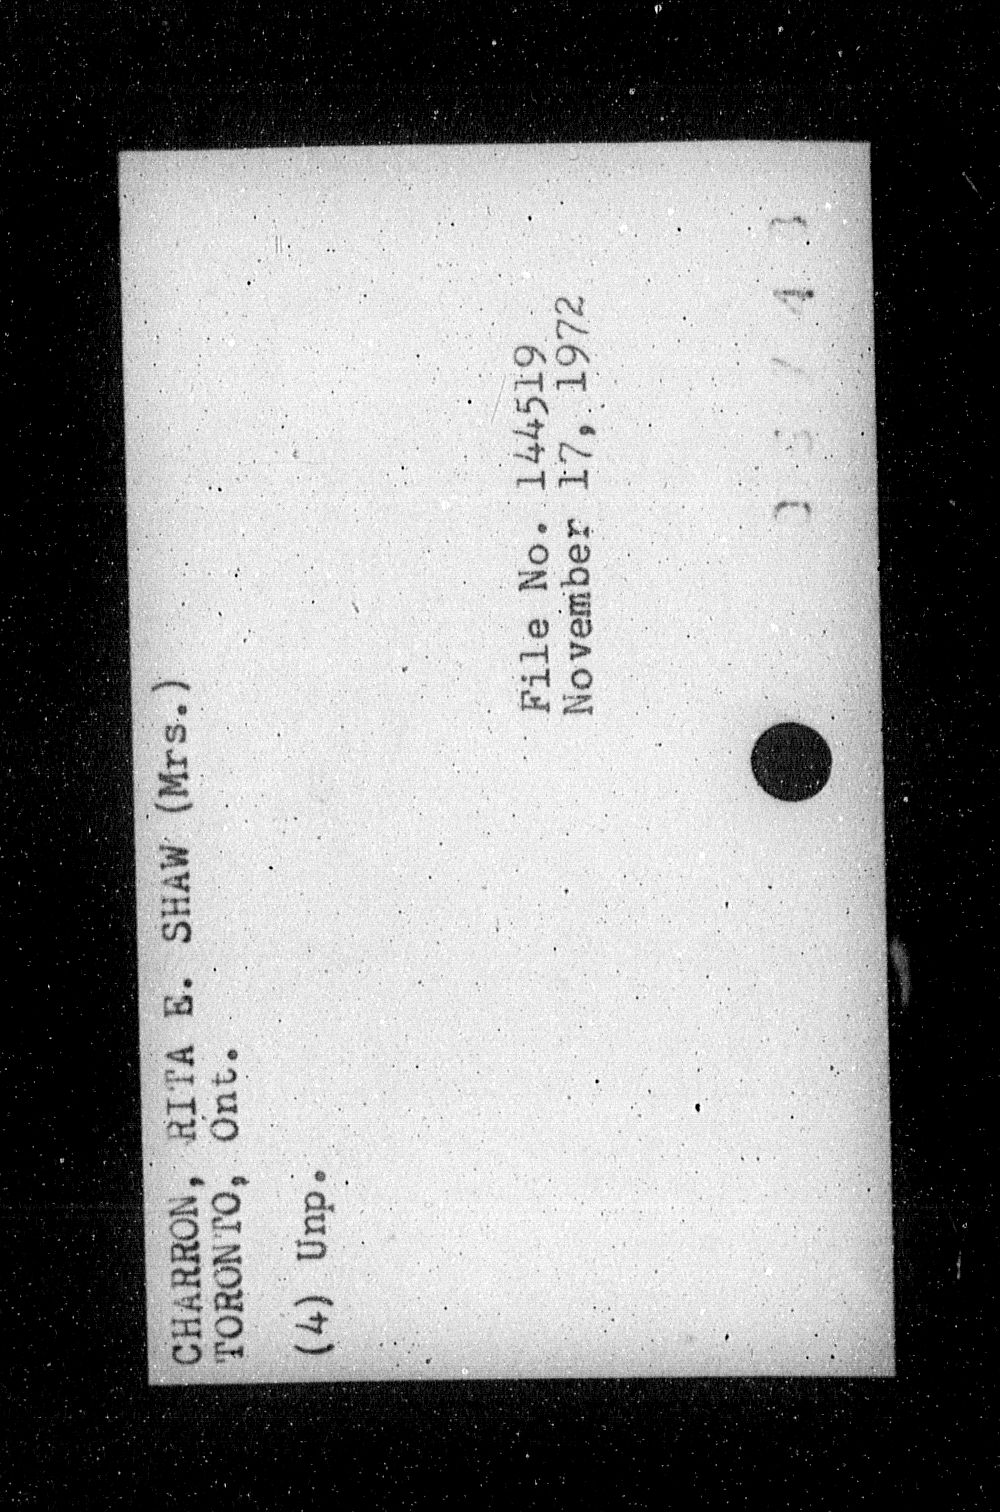 CHARRON, RITA E. SHAW (Mrs.)
TORONTO, Ont.
(4) Unp.
File No. 144519
November 17, 1972